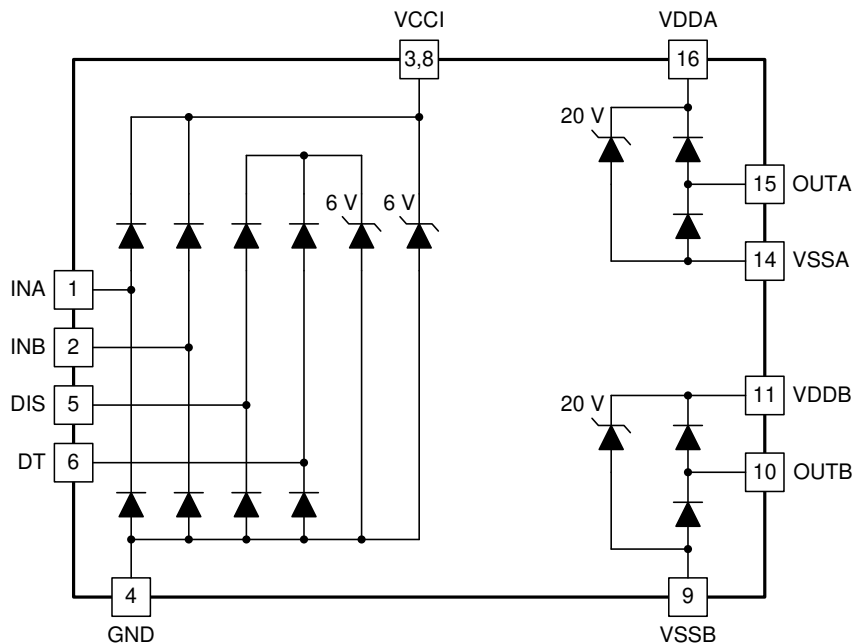 VCCI
VDDA
3,8
16
20 V
15 OUTA
6 V 6 V
14 VSSA
INA 1
INB 2
DIS 5
20 V
11 VDDB
DT 6
10 OUTB
4
9
GND
VSSB